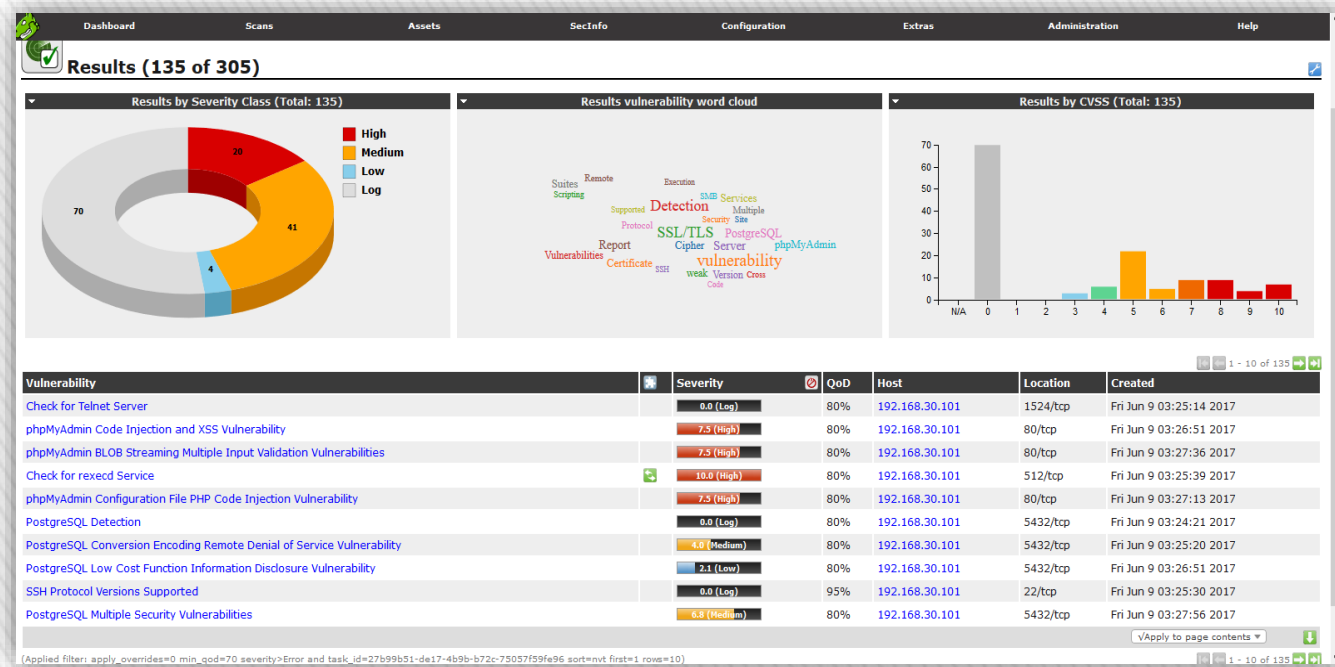 Dashboard Scans Assets SecInfo Configuration Extras Administration Help
Results (135 of 305)
Results by Severity Class (Total: 135)
20
41
4
70
High
Medium
Low
Log
Results vulnerability word cloud
Suites Remote Execution
Scripting SMB Services
Supported Detection Multiple
Security Site
Protocol SSL/TLS PostgreSQL
Report Cipher Server phpMyAdmin
Vulnerabilities Certificate SSH vulnerability
weak Version Cross
Code
Results by CVSS (Total: 135)
70
60
50
40
30
20
10
0
N/A 0 1 2 3 4 5 6 7 8 9 10
1 - 10 of 135
Vulnerability Severity QoD Host Location Created
Check for Telnet Server 0.0 (Log) 80% 192.168.30.101 1524/tcp Fri Jun 9 03:25:14 2017
phpMyAdmin Code Injection and XSS Vulnerability 7.5 (High) 80% 192.168.30.101 80/tcp Fri Jun 9 03:26:51 2017
phpMyAdmin BLOB Streaming Multiple Input Validation Vulnerabilities 7.5 (High) 80% 192.168.30.101 80/tcp Fri Jun 9 03:27:36 2017
Check for rexecd Service 10.0 (High) 80% 192.168.30.101 512/tcp Fri Jun 9 03:25:39 2017
phpMyAdmin Configuration File PHP Code Injection Vulnerability 7.5 (High) 80% 192.168.30.101 80/tcp Fri Jun 9 03:27:13 2017
PostgreSQL Detection 0.0 (Log) 80% 192.168.30.101 5432/tcp Fri Jun 9 03:24:21 2017
PostgreSQL Conversion Encoding Remote Denial of Service Vulnerability 4.0 (Medium) 80% 192.168.30.101 5432/tcp Fri Jun 9 03:25:20 2017
PostgreSQL Low Cost Function Information Disclosure Vulnerability 2.1 (Low) 80% 192.168.30.101 5432/tcp Fri Jun 9 03:26:51 2017
SSH Protocol Versions Supported 0.0 (Log) 95% 192.168.30.101 22/tcp Fri Jun 9 03:25:30 2017
PostgreSQL Multiple Security Vulnerabilities 6.8 (Medium) 80% 192.168.30.101 5432/tcp Fri Jun 9 03:27:56 2017
√Apply to page contents
(Applied filter: apply_overrides=0 min_qod=70 severity>Error and task_id=27b99b51-de17-4b9b-b72c-75057f59fe96 sort=nvt first=1 rows=10) 1 - 10 of 135